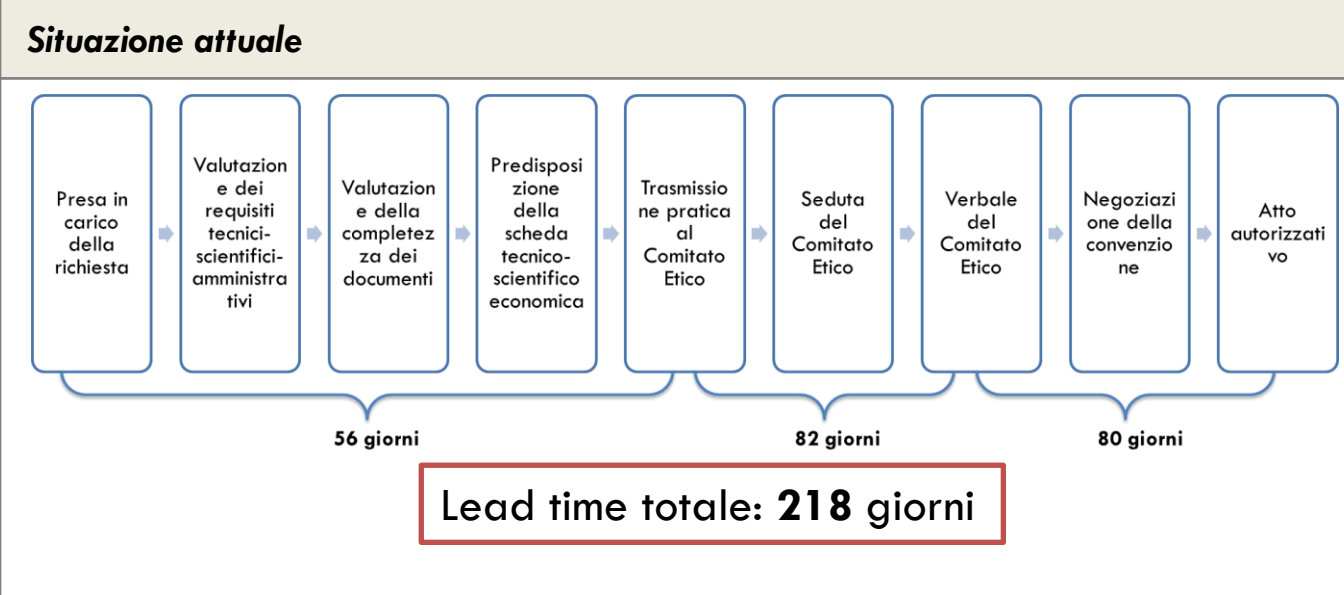 Situazione attuale
Presa in
carico
della
richiesta
Valutazion
e dei
requisiti
tecnici-
scientifici-
amministra
tivi
Valutazion
e della
completez
za dei
documenti
Predisposi
zione
della
scheda
tecnico-
scientifico
economica
Trasmissio
ne pratica
al
Comitato
Etico
Seduta
del
Comitato
Etico
Verbale
del
Comitato
Etico
Negoziazi
one della
convenzio
ne
Atto
autorizzati
vo
56 giorni
82 giorni
80 giorni
Lead time totale: 218 giorni